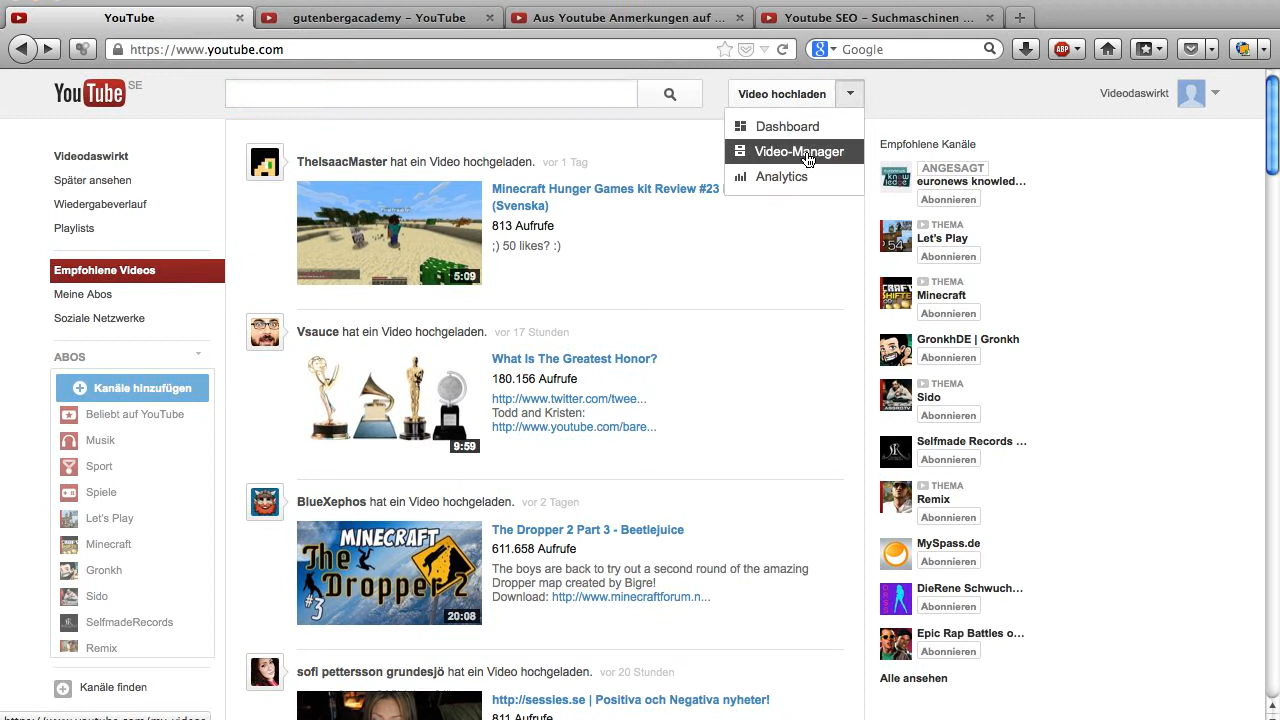 YouTube
gutenbergacademy - YouTube
Aus Youtube Anmerkungen auf ...
Youtube SEO - Suchmaschinen ...
https://www.youtube.com
Google
ABP
YouTube SE
Video hochladen
Videodaswirkt
Dashboard
Video-Manager
Analytics
Videodaswirkt
Später ansehen
Wiedergabeverlauf
Playlists
Empfohlene Videos
Meine Abos
Soziale Netzwerke
ABOS
Kanäle hinzufügen
Beliebt auf YouTube
Musik
Sport
Spiele
Let's Play
Minecraft
Gronkh
Sido
SelfmadeRecords
Remix
Kanäle finden
TheIsaacMaster hat ein Video hochgeladen. vor 1 Tag
Minecraft Hunger Games kit Review #23
(Svenska)
813 Aufrufe
;) 50 likes? :)
5:09
Vsauce hat ein Video hochgeladen. vor 17 Stunden
What Is The Greatest Honor?
180.156 Aufrufe
http://www.twitter.com/twee...
Todd and Kristen:
http://www.youtube.com/bare...
9:59
BlueXephos hat ein Video hochgeladen. vor 2 Tagen
The Dropper 2 Part 3 - Beetlejuice
611.658 Aufrufe
The boys are back to try out a second round of the amazing
Dropper map created by Bigre!
Download: http://www.minecraftforum.n...
MINECRAFT
The
Dropper 2
#3
20:08
sofi pettersson grundesjö hat ein Video hochgeladen. vor 20 Stunden
http://sessies.se | Positiva och Negativa nyheter!
811 Aufrufe
Empfohlene Kanäle
ANGESAGT
euronews knowled...
Abonnieren
THEMA
Let's Play
Abonnieren
54
THEMA
Minecraft
Abonnieren
GronkhDE | Gronkh
Abonnieren
THEMA
Sido
Abonnieren
Selfmade Records ...
Abonnieren
THEMA
Remix
Abonnieren
MySpass.de
Abonnieren
DieRene Schwuch...
Abonnieren
Epic Rap Battles o...
Abonnieren
Alle ansehen